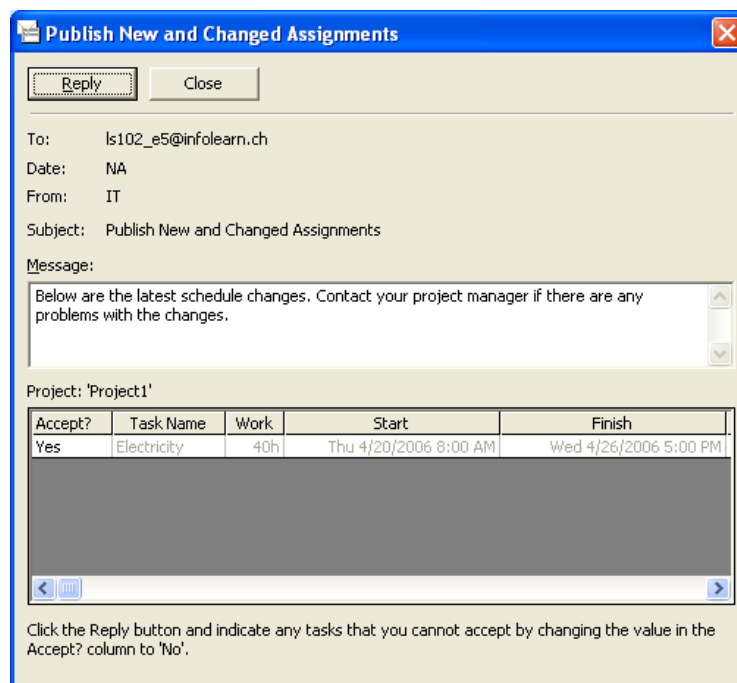 Publish New and Changed Assignments
Reply Close
To: ls102_e5@infolearn.ch
Date: NA
From: IT
Subject: Publish New and Changed Assignments
Message:
Below are the latest schedule changes. Contact your project manager if there are any
problems with the changes.
Project: 'Project1'
Accept? Task Name Work Start Finish
Yes Electricity 40h Thu 4/20/2006 8:00 AM Wed 4/26/2006 5:00 PM
Click the Reply button and indicate any tasks that you cannot accept by changing the value in the
Accept? column to 'No'.